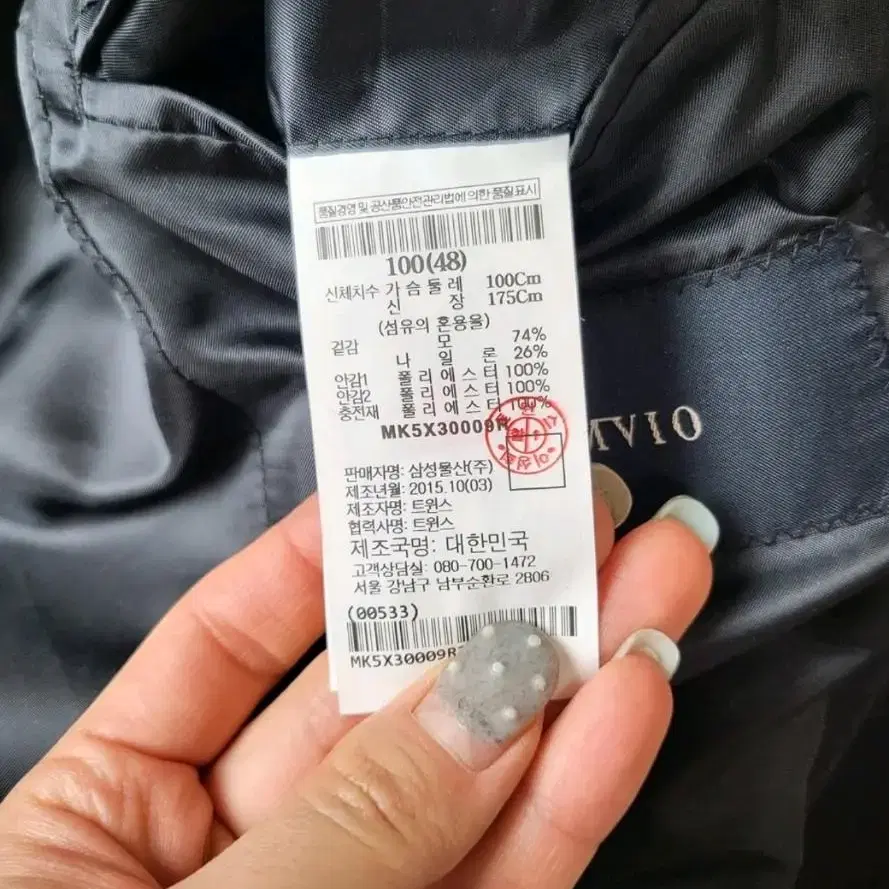 품질경영 및 공산품안전관리법에 의한 품질표시
100(48)
신체치수 가슴둘레 100Cm
신장 175Cm
(섬유의 혼용율)
겉감 모 74%
나일론 26%
안감1 폴리에스터 100%
안감2 폴리에스터 100%
충전재 폴리에스터 100%
MK5X30009R
판매자명: 삼성물산(주)
제조년월: 2015.10(03)
제조자명: 트윈스
협력사명: 트윈스
제조국명: 대한민국
고객상담실: 080-700-1472
서울 강남구 남부순환로 2806
(00533)
MK5X30009R
MVIO